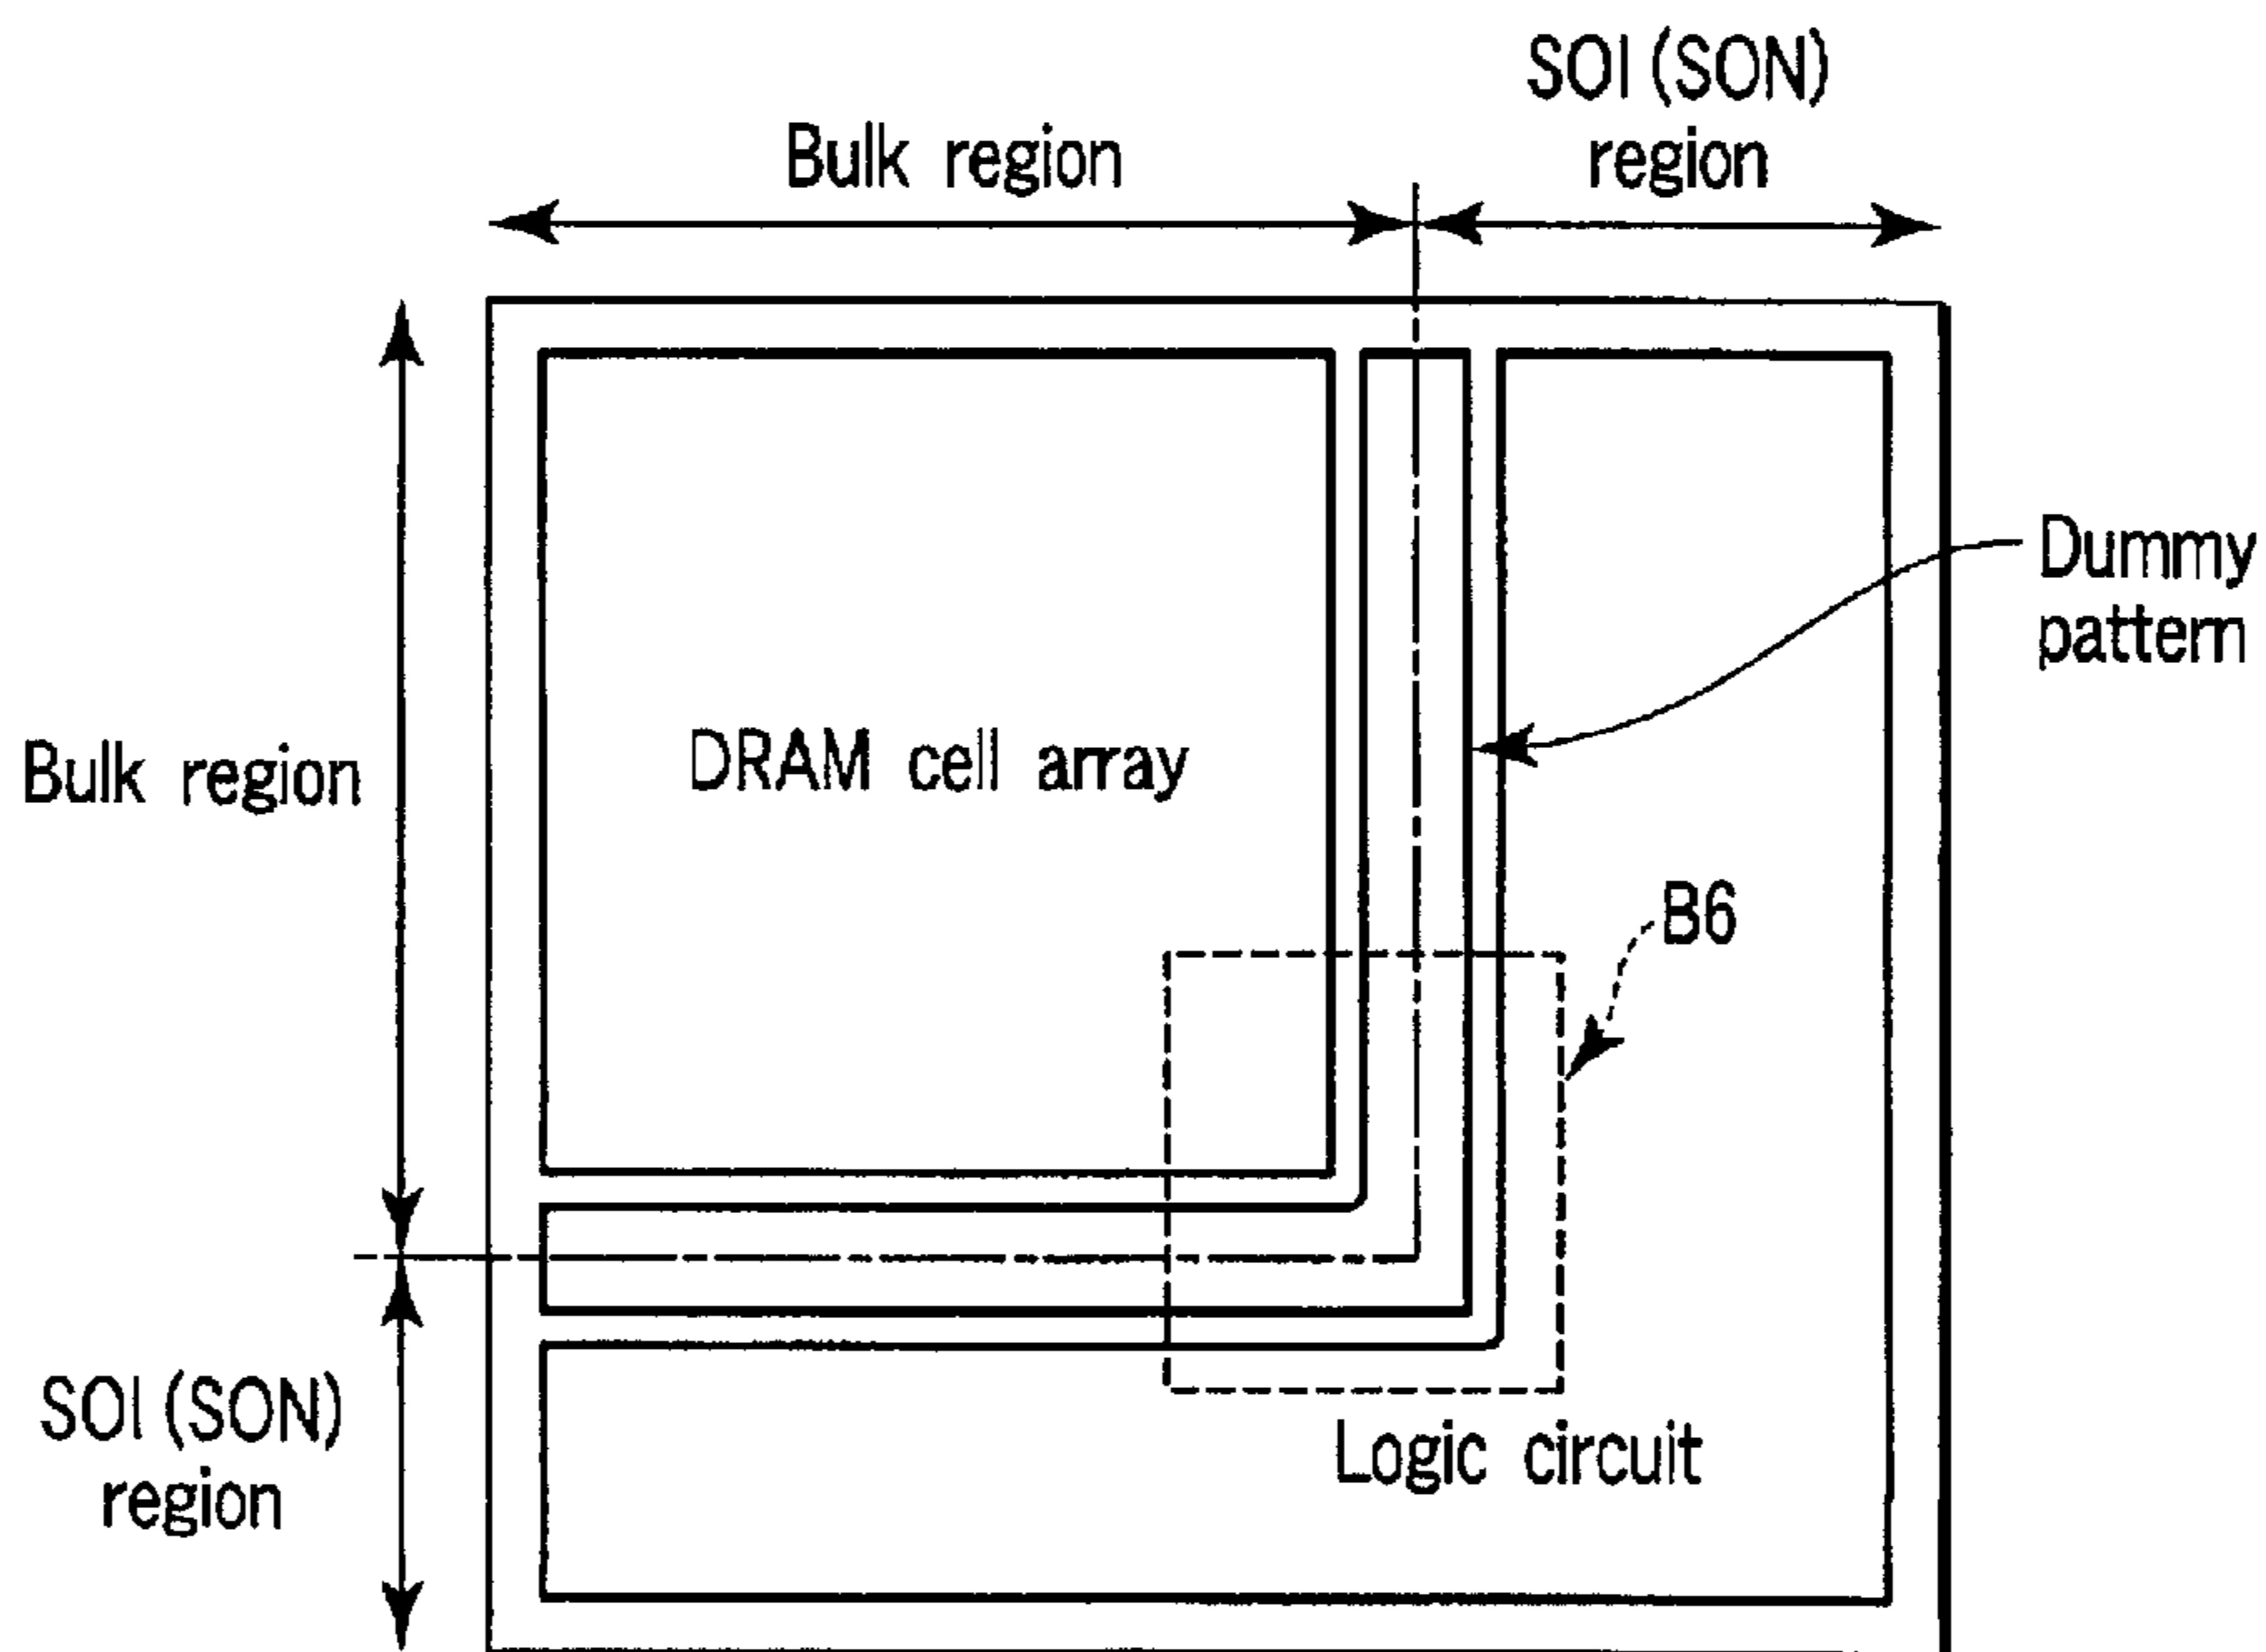 SOI (SON)
region
Bulk region
Dummy
pattern
Bulk region
DRAM cell array
B6
SOI (SON)
region
Logic circuit